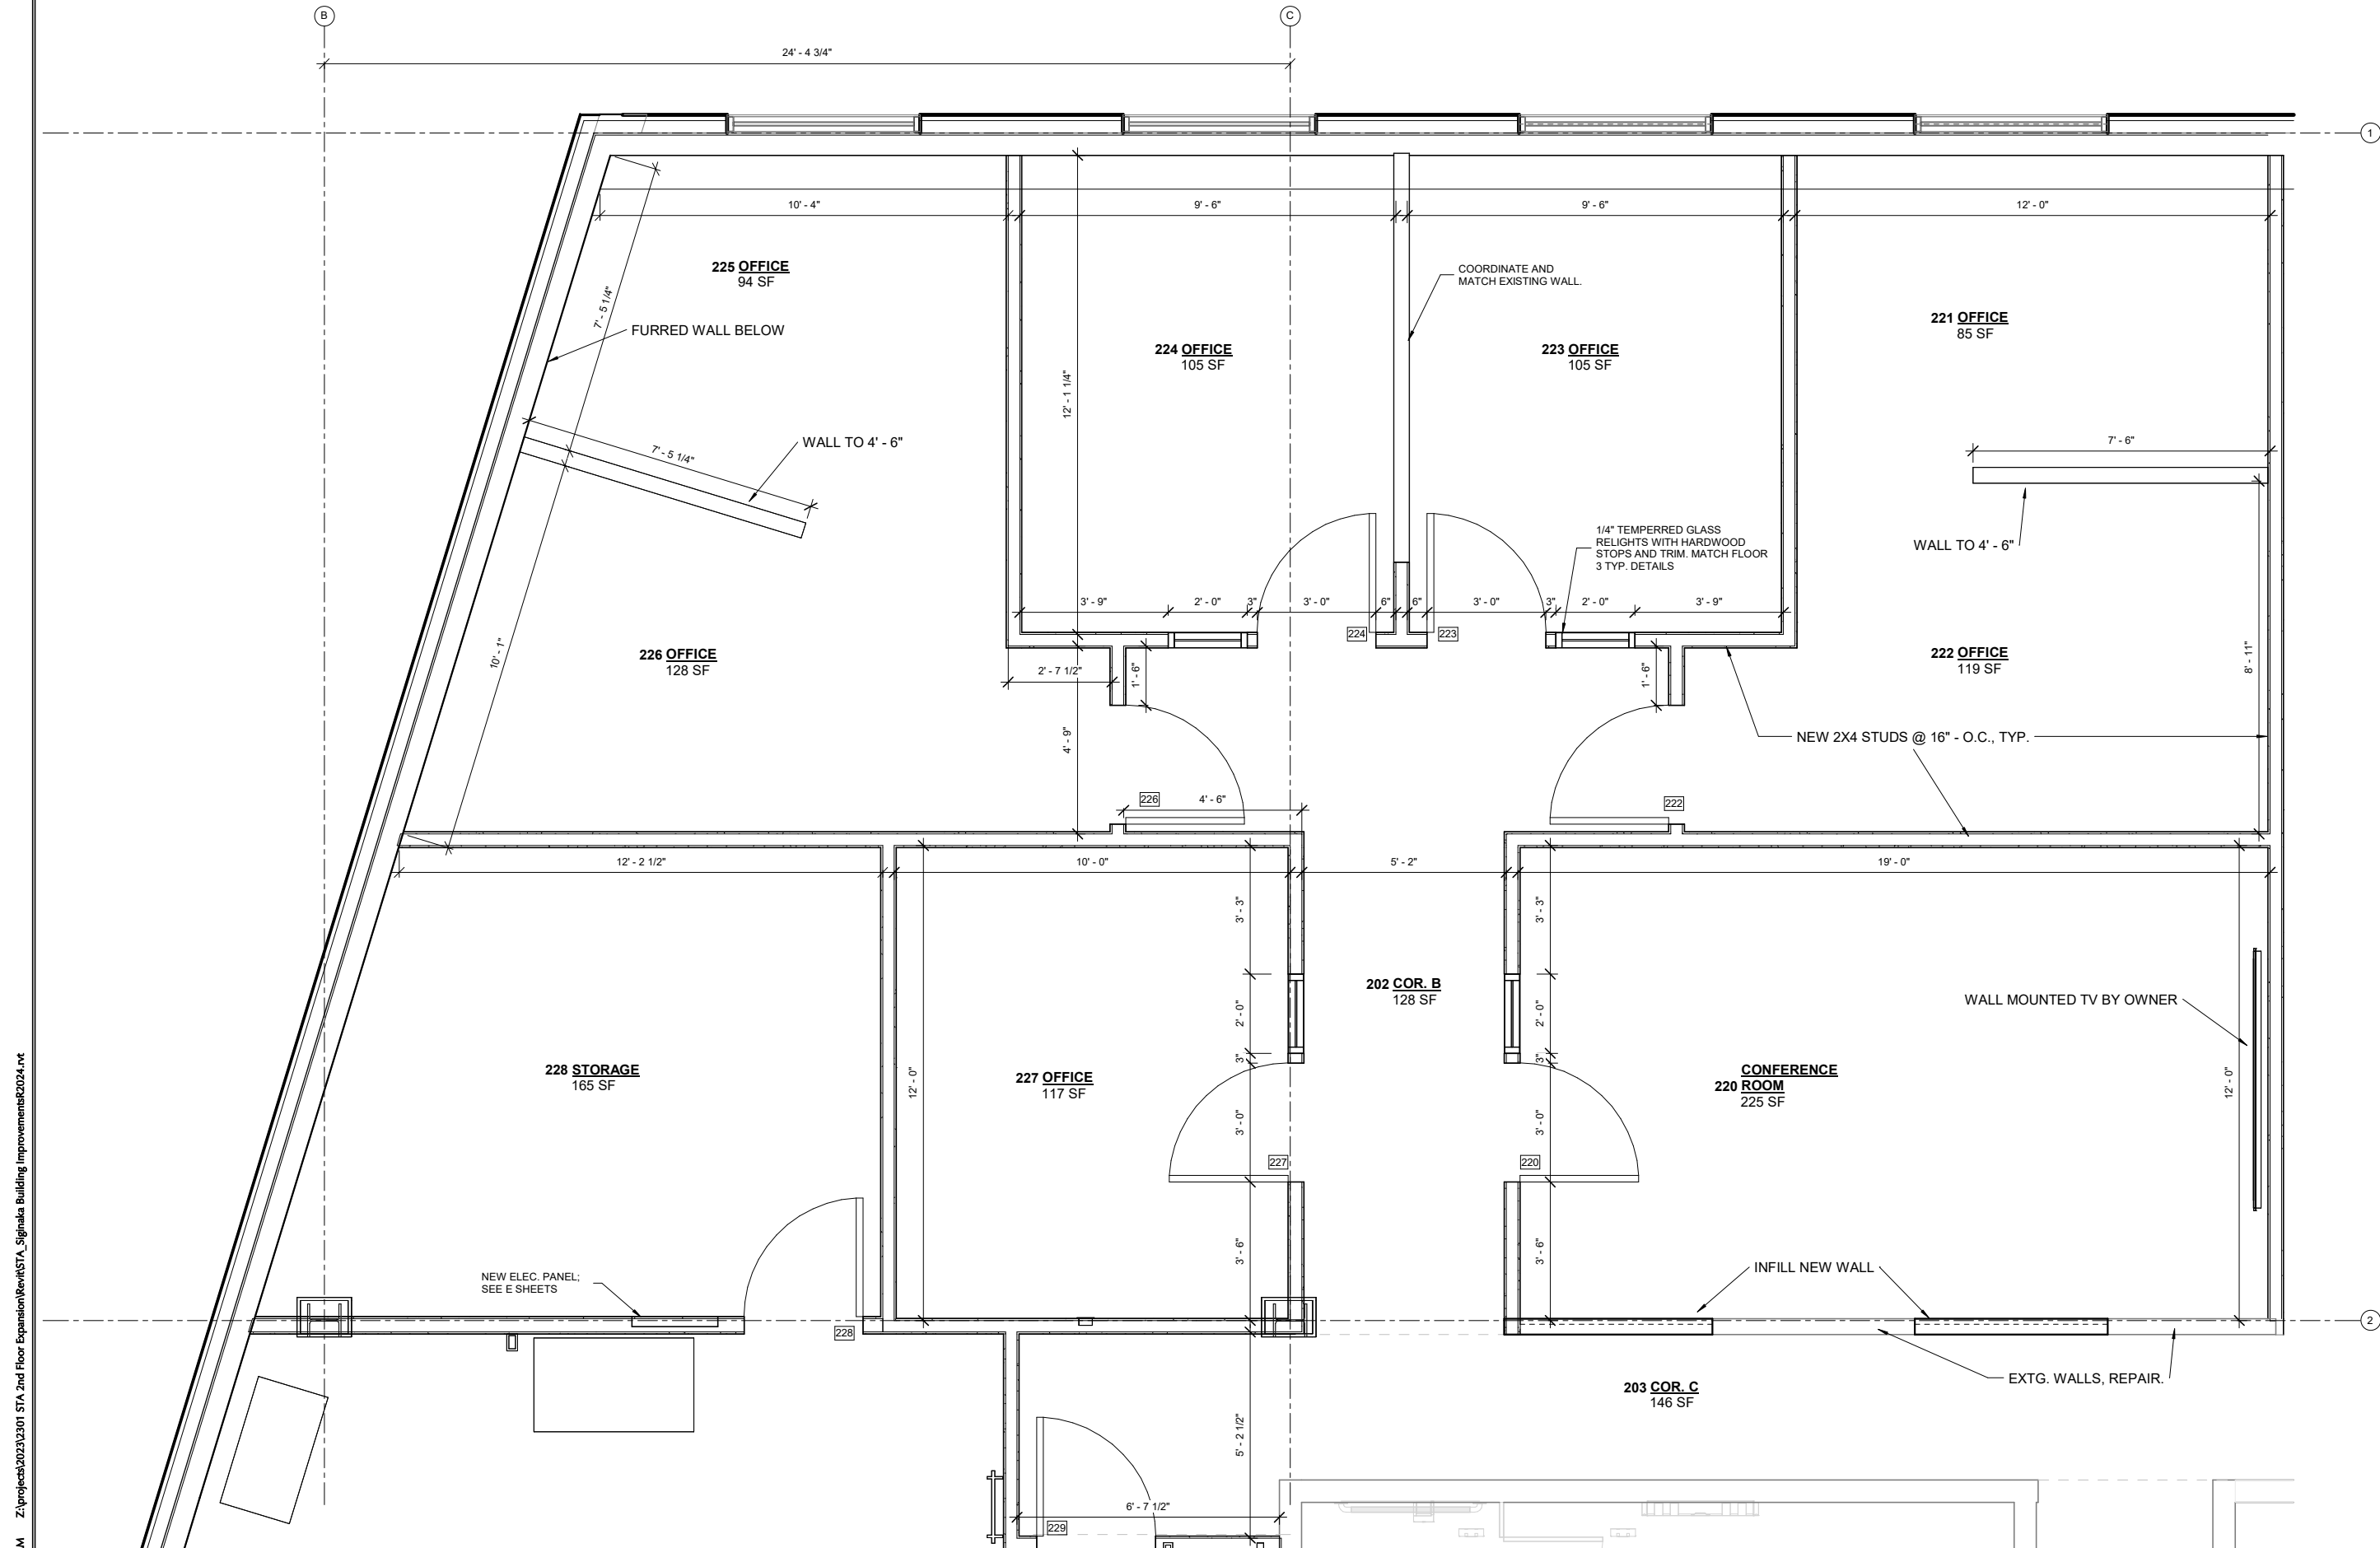 B
C
24' - 4 3/4"
1
10' - 4"
9' - 6"
9' - 6"
12' - 0"
225 OFFICE
94 SF
COORDINATE AND
MATCH EXISTING WALL.
7' - 5 1/4"
FURRED WALL BELOW
221 OFFICE
85 SF
224 OFFICE
105 SF
223 OFFICE
105 SF
12' - 1 1/4"
WALL TO 4' - 6"
7' - 5 1/4"
7' - 6"
1/4" TEMPERRED GLASS
RELIGHTS WITH HARDWOOD
STOPS AND TRIM. MATCH FLOOR
3 TYP. DETAILS
WALL TO 4' - 6"
3' - 9"
2' - 0"
3"
3' - 0"
6"
6"
3' - 0"
3"
2' - 0"
3' - 9"
224
223
10' - 1"
226 OFFICE
128 SF
2' - 7 1/2"
1' - 6"
1' - 6"
222 OFFICE
119 SF
8' - 11"
4' - 9"
NEW 2X4 STUDS @ 16" - O.C., TYP.
226
4' - 6"
222
12' - 2 1/2"
10' - 0"
5' - 2"
19' - 0"
3' - 3"
3' - 3"
202 COR. B
128 SF
2' - 0"
2' - 0"
WALL MOUNTED TV BY OWNER
3"
3"
228 STORAGE
165 SF
227 OFFICE
117 SF
12' - 0"
CONFERENCE
220 ROOM
225 SF
12' - 0"
3' - 0"
3' - 0"
227
220
3' - 6"
3' - 6"
NEW ELEC. PANEL;
SEE E SHEETS
INFILL NEW WALL
228
2
EXTG. WALLS, REPAIR.
203 COR. C
146 SF
5' - 2 1/2"
6' - 7 1/2"
229
M Z:\projects\2023\2301 STA 2nd Floor Expansion\Revit\STA_Siginaka Building ImprovementsR2024.rvt